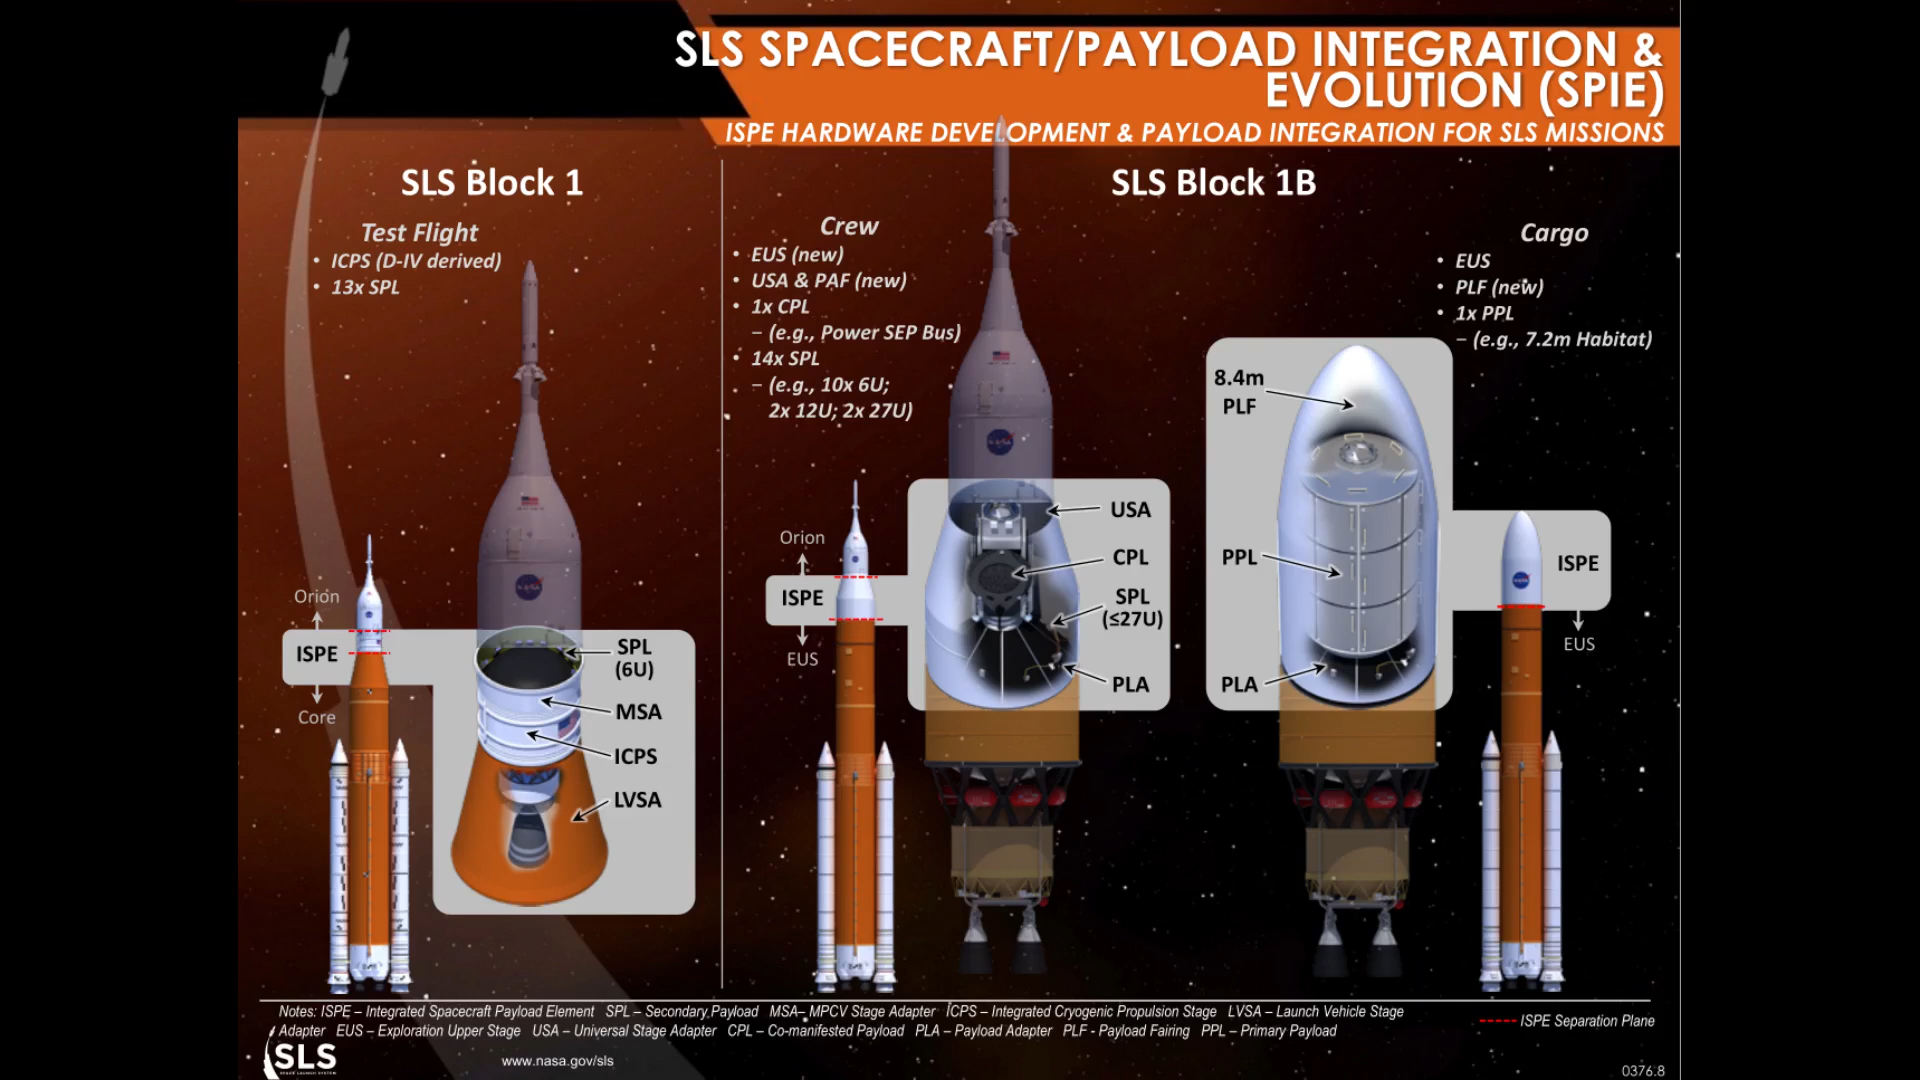 SLS SPACECRAFT/PAYLOAD INTEGRATION &
EVOLUTION (SPIE)
ISPE HARDWARE DEVELOPMENT & PAYLOAD INTEGRATION FOR SLS MISSIONS
SLS Block 1
Test Flight
• ICPS (D-IV derived)
• 13x SPL
Orion
ISPE
Core
SPL
(6U)
MSA
ICPS
LVSA
SLS Block 1B
Crew
• EUS (new)
• USA & PAF (new)
• 1x CPL
– (e.g., Power SEP Bus)
• 14x SPL
– (e.g., 10x 6U;
2x 12U; 2x 27U)
Orion
ISPE
EUS
NASA
USA
CPL
SPL
(≤27U)
PLA
Cargo
• EUS
• PLF (new)
• 1x PPL
– (e.g., 7.2m Habitat)
8.4m
PLF
PPL
PLA
ISPE
EUS
Notes: ISPE – Integrated Spacecraft Payload Element SPL – Secondary Payload MSA– MPCV Stage Adapter ICPS – Integrated Cryogenic Propulsion Stage LVSA – Launch Vehicle Stage
Adapter EUS – Exploration Upper Stage USA – Universal Stage Adapter CPL – Co-manifested Payload PLA – Payload Adapter PLF - Payload Fairing PPL – Primary Payload
ISPE Separation Plane
SLS
SPACE LAUNCH SYSTEM
www.nasa.gov/sls
0376.8